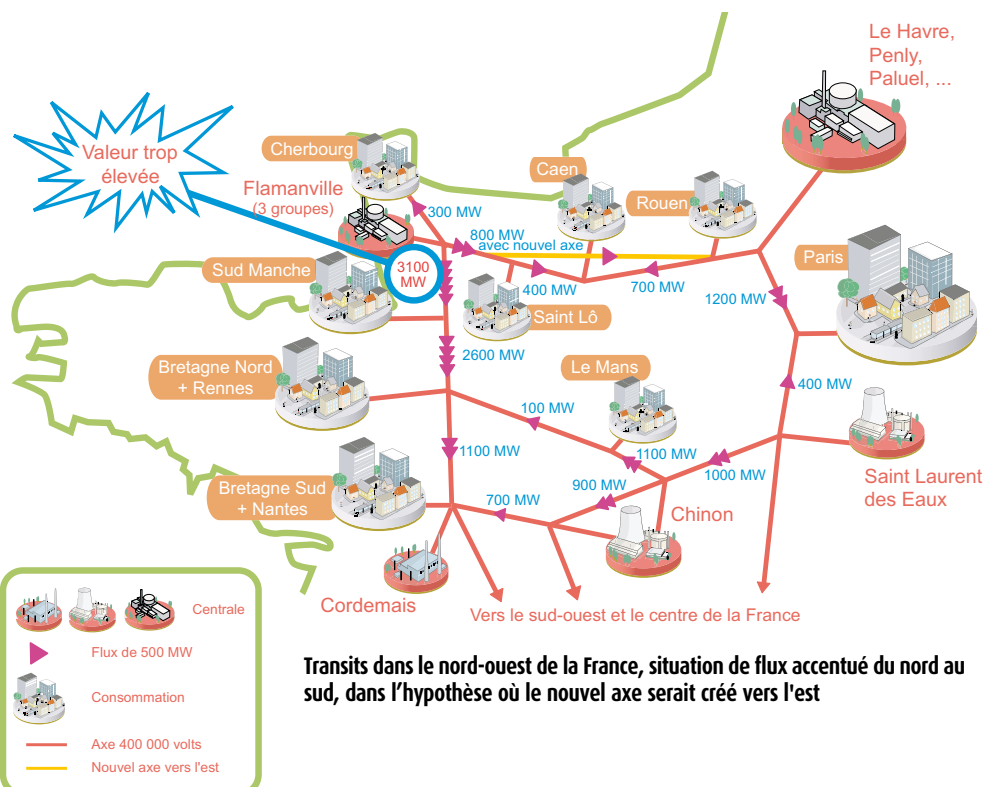 Le Havre,
Penly,
Paluel, ...
Valeur trop
élevée
Cherbourg
Flamanville
(3 groupes)
Caen
Rouen
300 MW
800 MW
avec nouvel axe
Paris
Sud Manche
3100
MW
400 MW
700 MW
1200 MW
Saint Lô
2600 MW
Bretagne Nord
+ Rennes
Le Mans
400 MW
100 MW
1100 MW
1100 MW
1000 MW
Saint Laurent
des Eaux
Bretagne Sud
+ Nantes
900 MW
700 MW
Chinon
Cordemais
Vers le sud-ouest et le centre de la France
Centrale
Flux de 500 MW
Consommation
Axe 400 000 volts
Nouvel axe vers l'est
Transits dans le nord-ouest de la France, situation de flux accentué du nord au
sud, dans l’hypothèse où le nouvel axe serait créé vers l'est